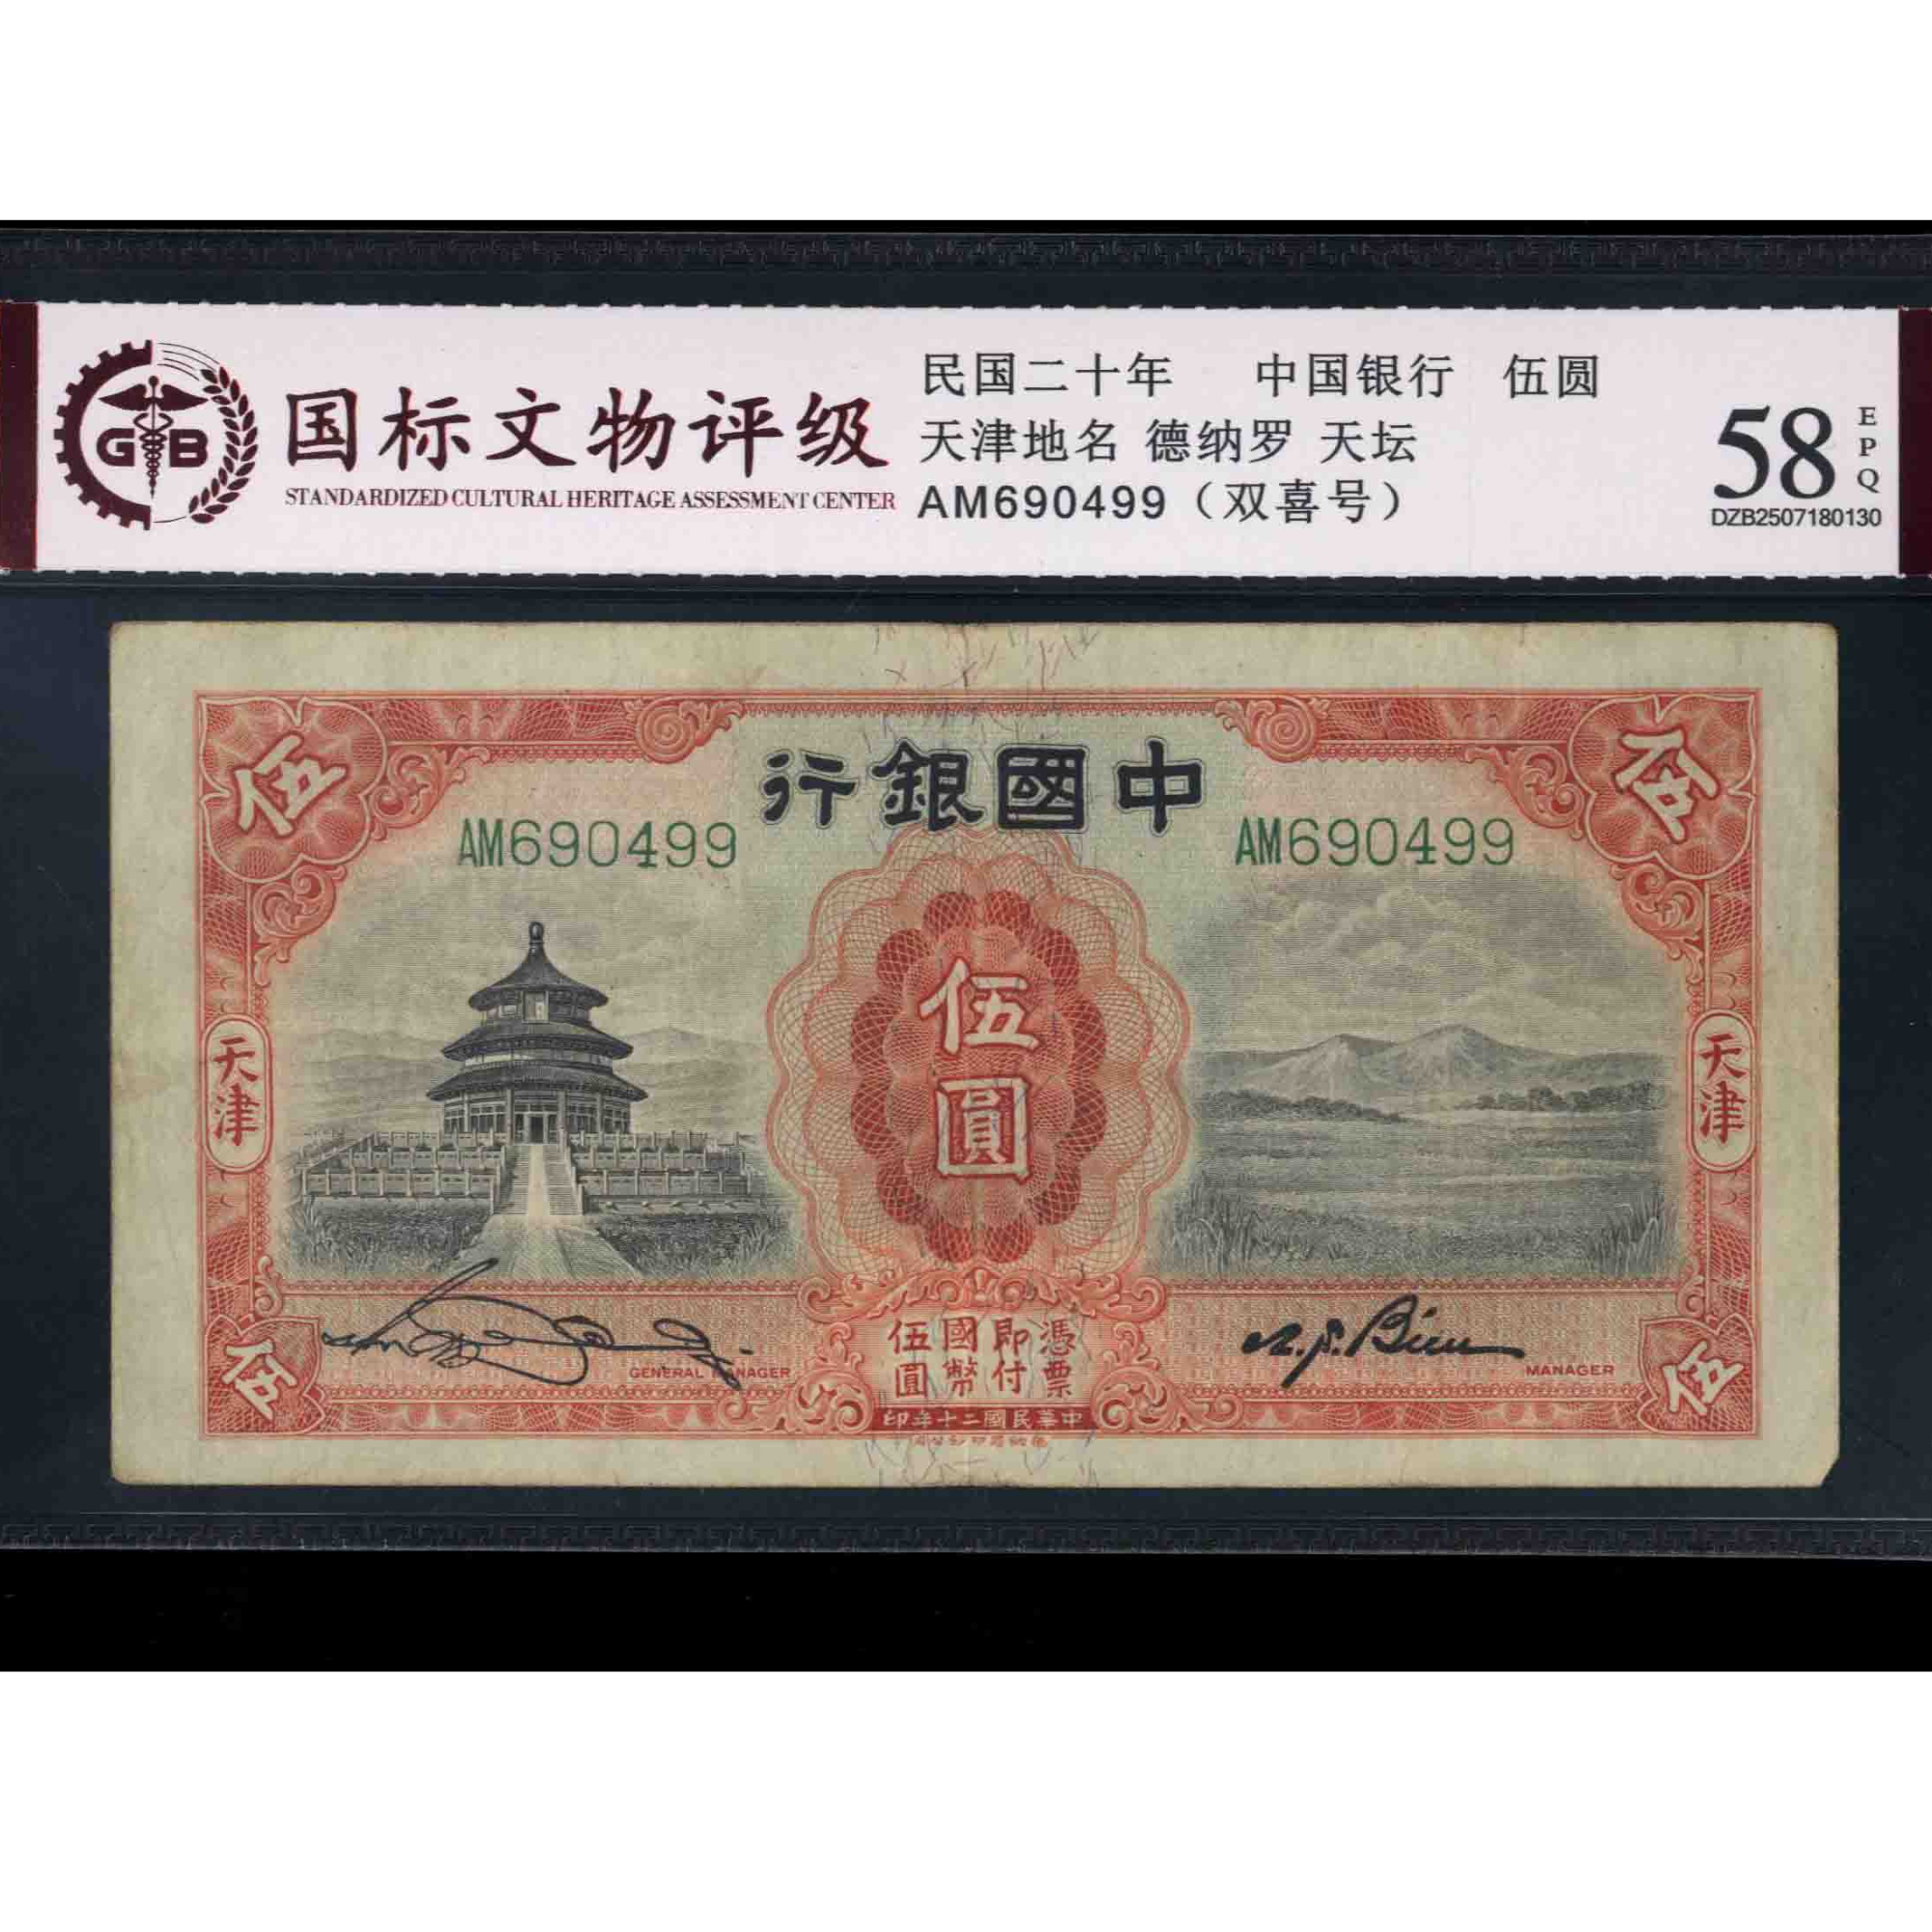 GB
国标文物评级
STANDARDIZED CULTURAL HERITAGE ASSESSMENT CENTER
民国二十年 中国银行 伍圆
天津地名 德纳罗 天坛
AM690499（双喜号）
58
EPQ
DZB2507180130
伍
行銀國中
伍
AM690499
AM690499
伍圓
天津
天津
GENERAL MANAGER
憑票
即付
國幣
伍圓
MANAGER
伍
印年十二國民華中
伍